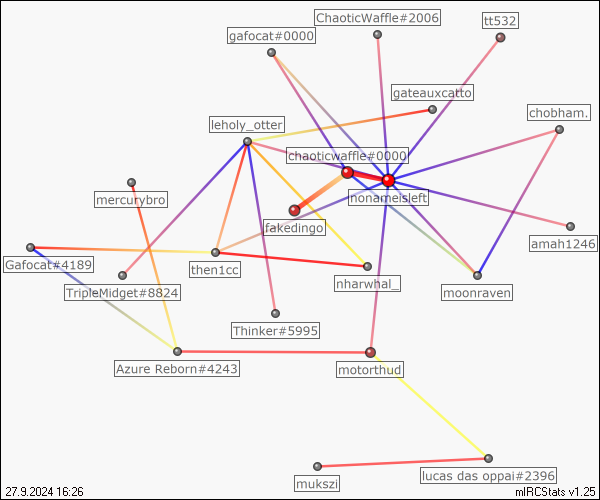 ChaoticWaffle#2006
tt532
gafocat#0000
gateauxcatto
chobham.
leholy_otter
chaoticwaffle#0000
mercurybro
nonameisleft
fakedingo
amah1246
Gafocat#4189
then1cc
nharwhal_
TripleMidget#8824
moonraven
Thinker#5995
Azure Reborn#4243
motorthud
mukszi
lucas das oppai#2396
27.9.2024 16:26
mIRCStats v1.25